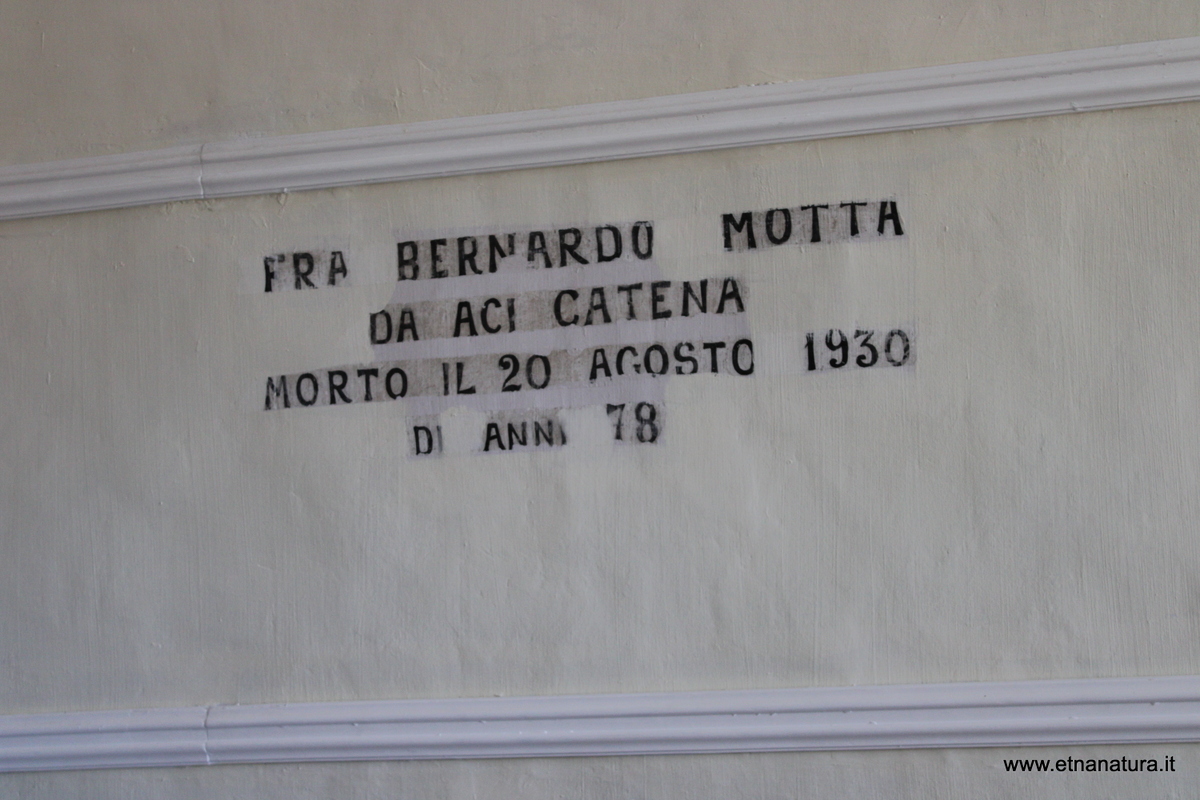 FRA BERNARDO MOTTA
DA ACI CATENA
MORTO IL 20 AGOSTO 1930
DI ANNI 78
www.etnanatura.it